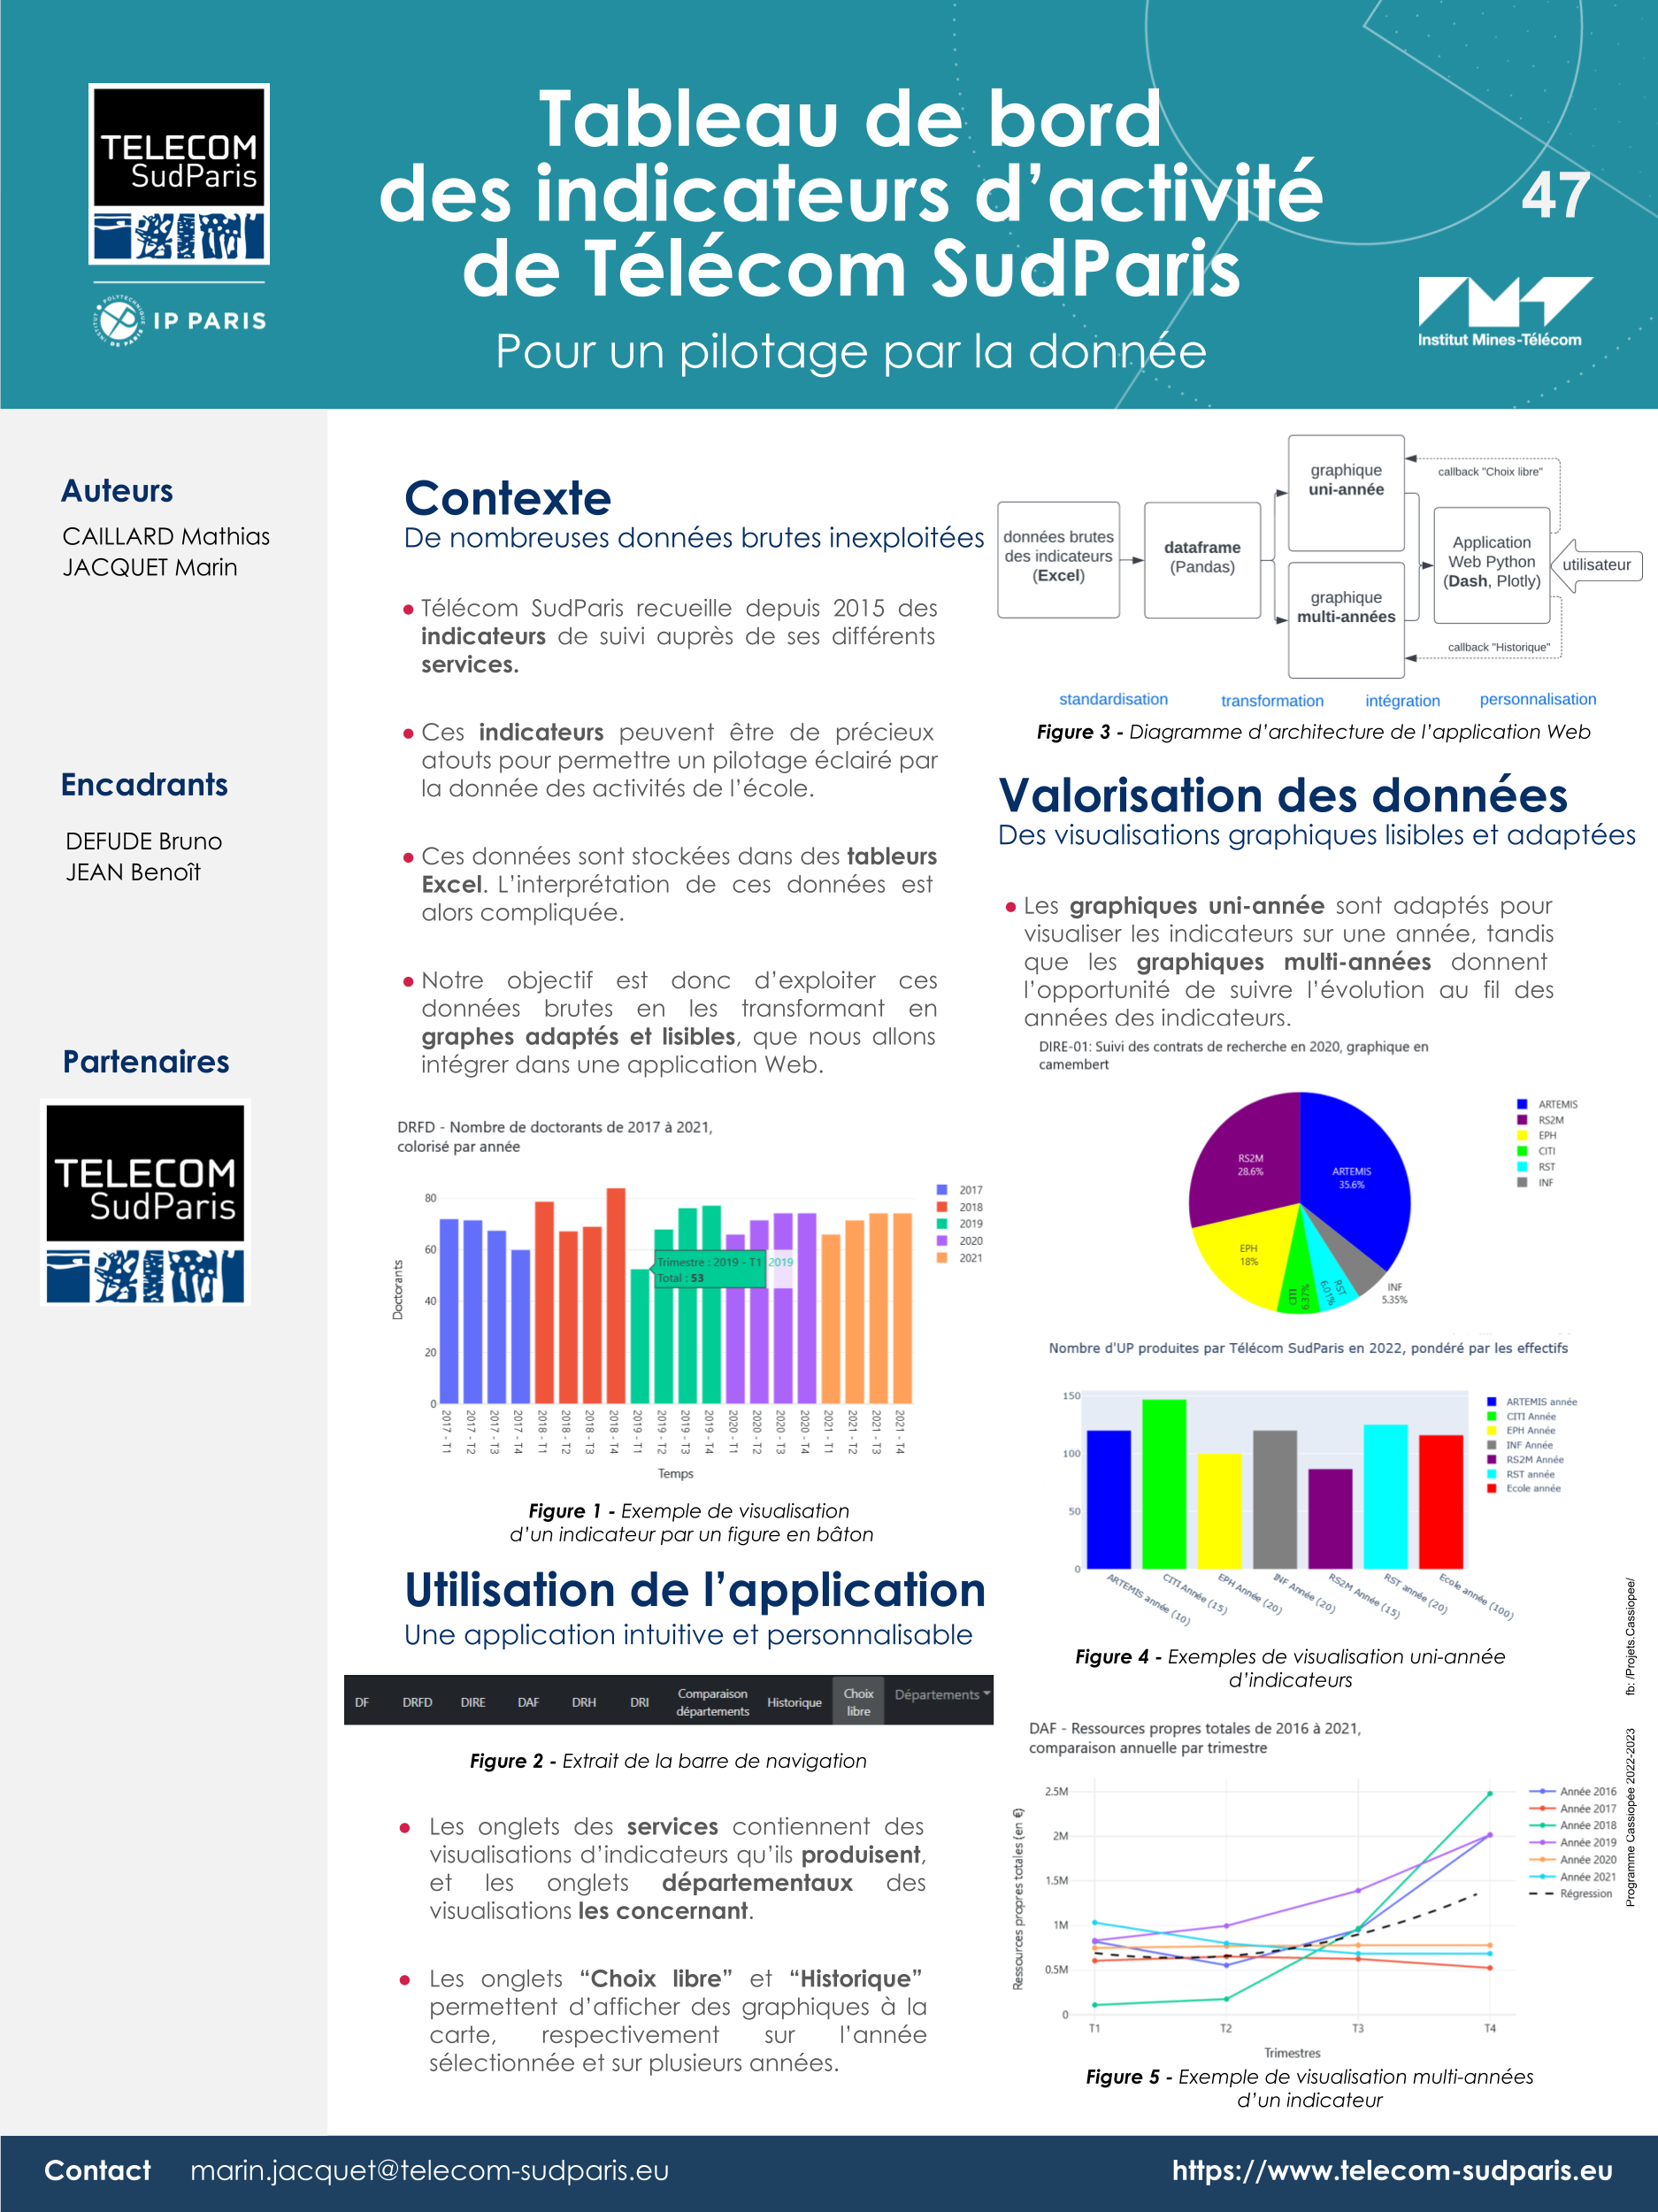 TELECOM
SudParis
IP PARIS
Tableau de bord
des indicateurs d'activité
de Télécom SudParis
Pour un pilotage par la donnée
47
Institut Mines-Télécom
Auteurs
CAILLARD Mathias
JACQUET Marin
Encadrants
DEFUDE Bruno
JEAN Benoît
Partenaires
TELECOM
SudParis
Contexte
De nombreuses données brutes inexploitées
Télécom SudParis recueille depuis 2015 des
indicateurs de suivi auprès de ses différents
services.
Ces indicateurs peuvent être de précieux
atouts pour permettre un pilotage éclairé par
la donnée des activités de l'école.
Ces données sont stockées dans des tableurs
Excel. L'interprétation de ces données est
alors compliquée.
Notre objectif est donc d'exploiter ces
données brutes en les transformant en
graphes adaptés et lisibles, que nous allons
intégrer dans une application Web.
DRFD - Nombre de doctorants de 2017 à 2021,
colorisé par année
Doctorants
80
60
40
20
0
2017
2018
2019
2020
2021
Trimestre : 2019 - T1 2019
Total : 53
2017 - T1
2017 - T2
2017 - T3
2017 - T4
2018 - T1
2018 - T2
2018 - T3
2018 - T4
2019 - T1
2019 - T2
2019 - T3
2019 - T4
2020 - T1
2020 - T2
2020 - T3
2020 - T4
2021 - T1
2021 - T2
2021 - T3
2021 - T4
Temps
Figure 1 - Exemple de visualisation
d'un indicateur par un figure en bâton
Utilisation de l'application
Une application intuitive et personnalisable
DF DRFD DIRE DAF DRH DRI Comparaison départements Historique Choix libre Départements
Figure 2 - Extrait de la barre de navigation
Les onglets des services contiennent des
visualisations d'indicateurs qu'ils produisent,
et les onglets départementaux des
visualisations les concernant.
Les onglets “Choix libre” et “Historique”
permettent d'afficher des graphiques à la
carte, respectivement sur l'année
sélectionnée et sur plusieurs années.
données brutes
des indicateurs
(Excel)
dataframe
(Pandas)
graphique
uni-année
graphique
multi-années
callback "Choix libre"
Application
Web Python
(Dash, Plotly)
utilisateur
callback "Historique"
standardisation transformation intégration personnalisation
Figure 3 - Diagramme d'architecture de l'application Web
Valorisation des données
Des visualisations graphiques lisibles et adaptées
Les graphiques uni-année sont adaptés pour
visualiser les indicateurs sur une année, tandis
que les graphiques multi-années donnent
l'opportunité de suivre l'évolution au fil des
années des indicateurs.
DIRE-01: Suivi des contrats de recherche en 2020, graphique en
camembert
RS2M
28.6%
ARTEMIS
35.6%
EPH
18%
CITI
6.37%
RST
6.01%
INF
5.35%
ARTEMIS
RS2M
EPH
CITI
RST
INF
Nombre d'UP produites par Télécom SudParis en 2022, pondéré par les effectifs
150
100
50
0
ARTEMIS année
CITI Année
EPH Année
INF Année
RS2M Année
RST année
Ecole année
ARTEMIS année (10)
CITI Année (15)
EPH Année (20)
INF Année (20)
RS2M Année (15)
RST année (20)
Ecole année (100)
Figure 4 - Exemples de visualisation uni-année
d'indicateurs
DAF - Ressources propres totales de 2016 à 2021,
comparaison annuelle par trimestre
Ressources propres totales (en €)
2.5M
2M
1.5M
1M
0.5M
0
T1 T2 T3 T4
Trimestres
Année 2016
Année 2017
Année 2018
Année 2019
Année 2020
Année 2021
Régression
Figure 5 - Exemple de visualisation multi-années
d'un indicateur
Programme Cassiopée 2022-2023 fb: /Projets.Cassiopee/
Contact marin.jacquet@telecom-sudparis.eu
https://www.telecom-sudparis.eu